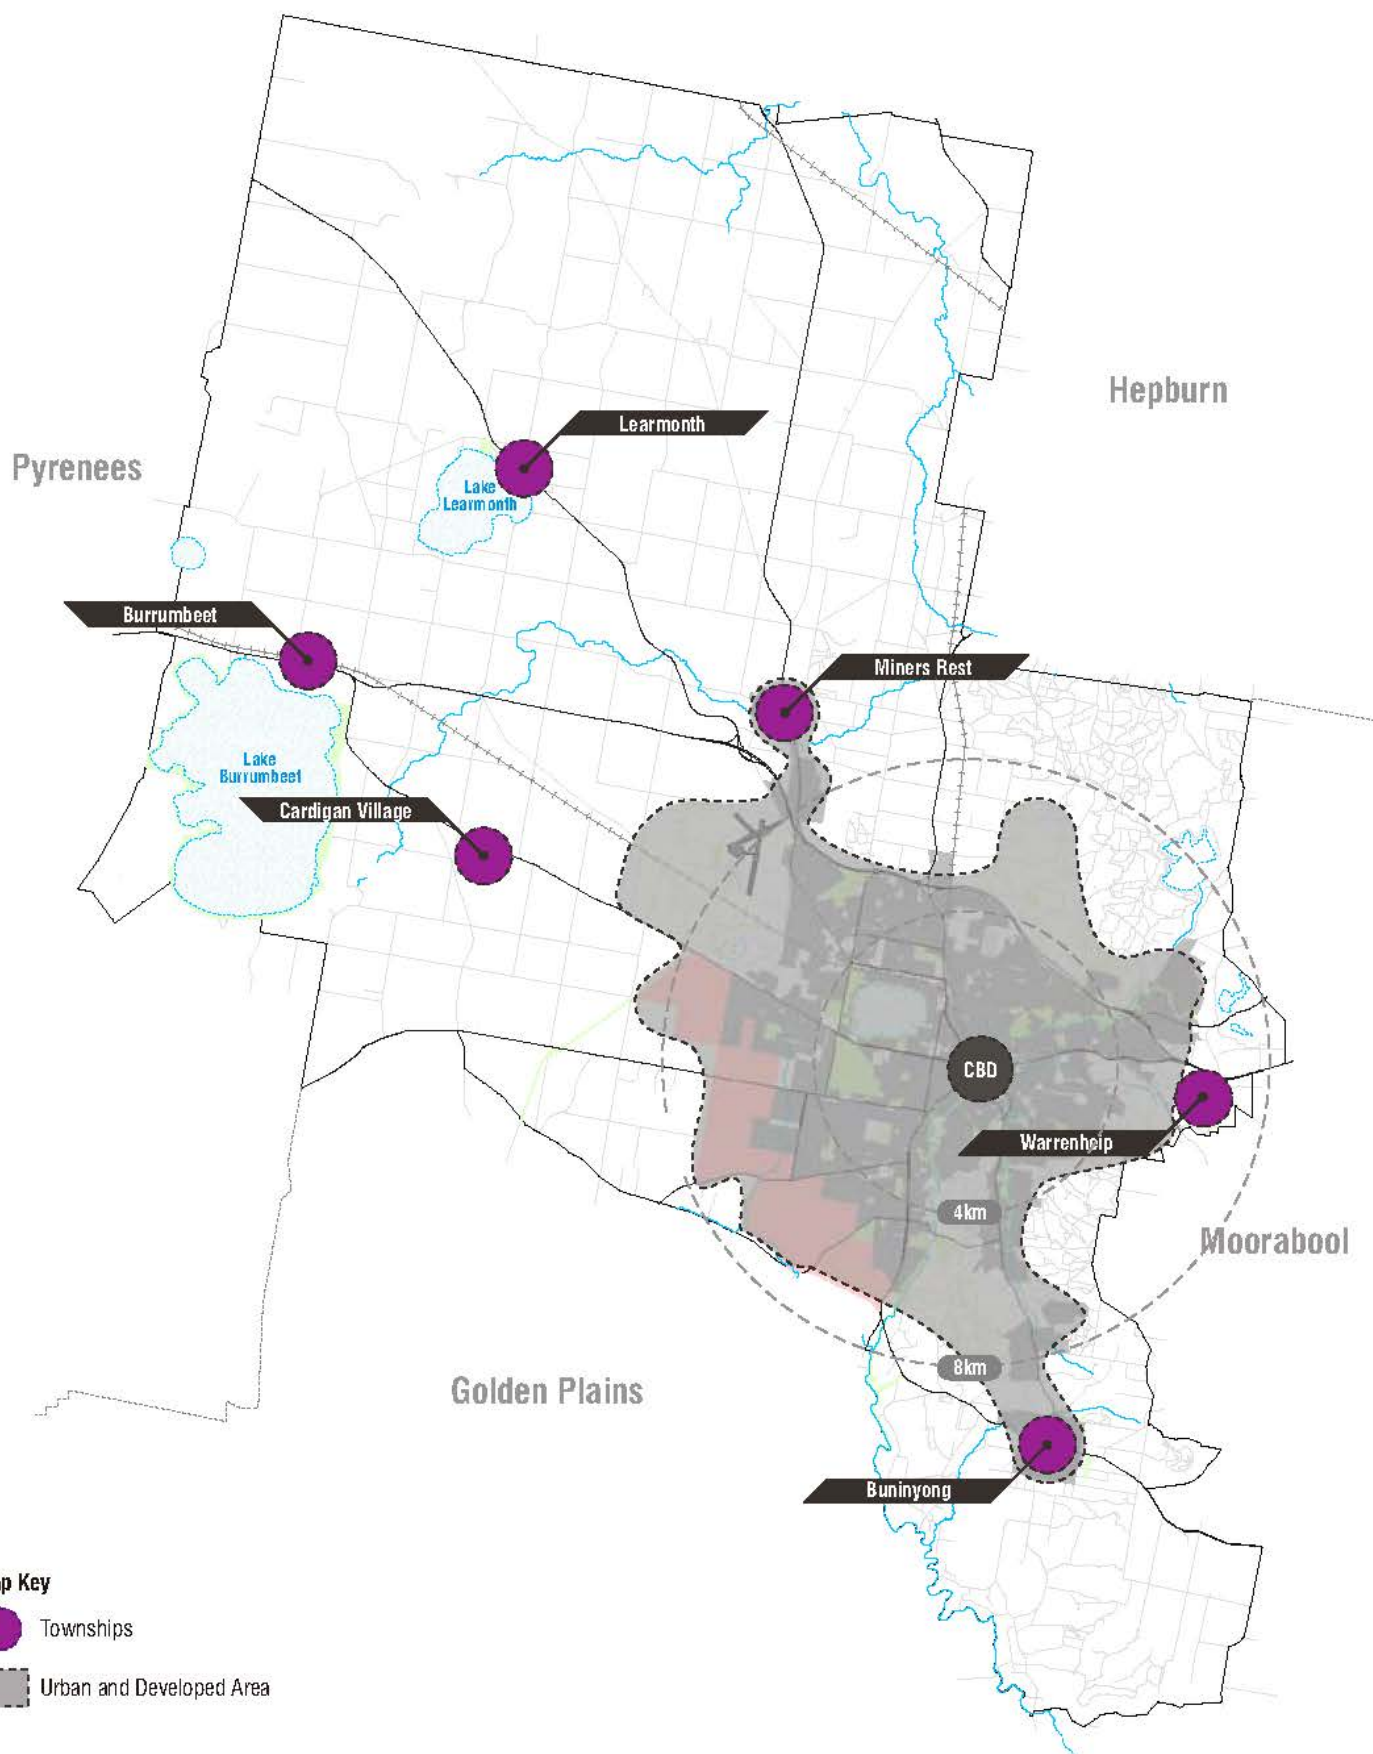 Hepburn
Learmonth
Pyrenees
Lake
Learmonth
Burrumbeet
Miners Rest
Lake
Burrumbeet
Cardigan Village
CBD
Warrenheip
4km
Moorabool
8km
Golden Plains
Buninyong
p Key
Townships
Urban and Developed Area